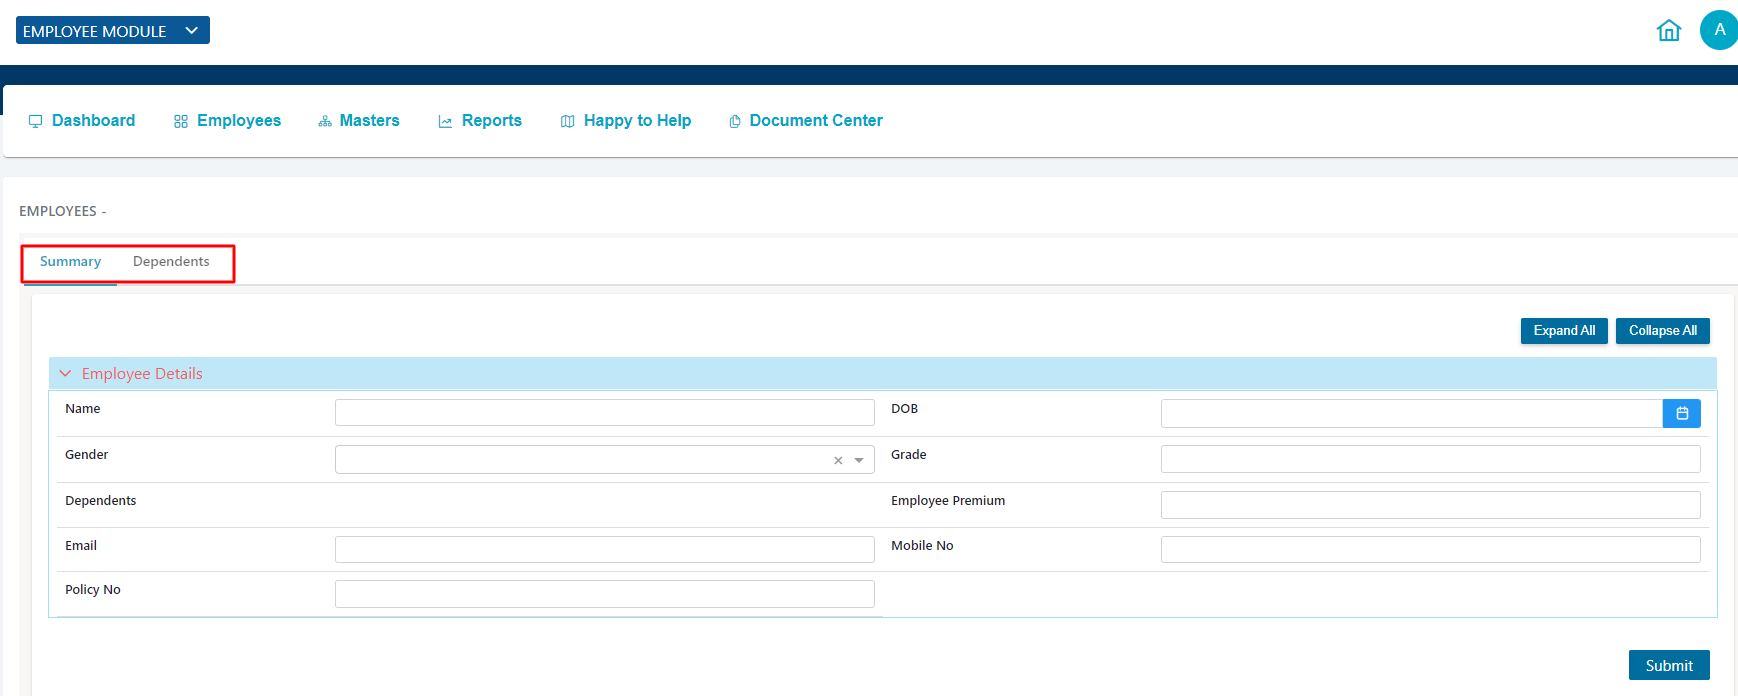 EMPLOYEE MODULE
A
Dashboard Employees Masters Reports Happy to Help Document Center
EMPLOYEES -
Summary Dependents
Expand All Collapse All
Employee Details
Name DOB
Gender Grade
Dependents Employee Premium
Email Mobile No
Policy No
Submit